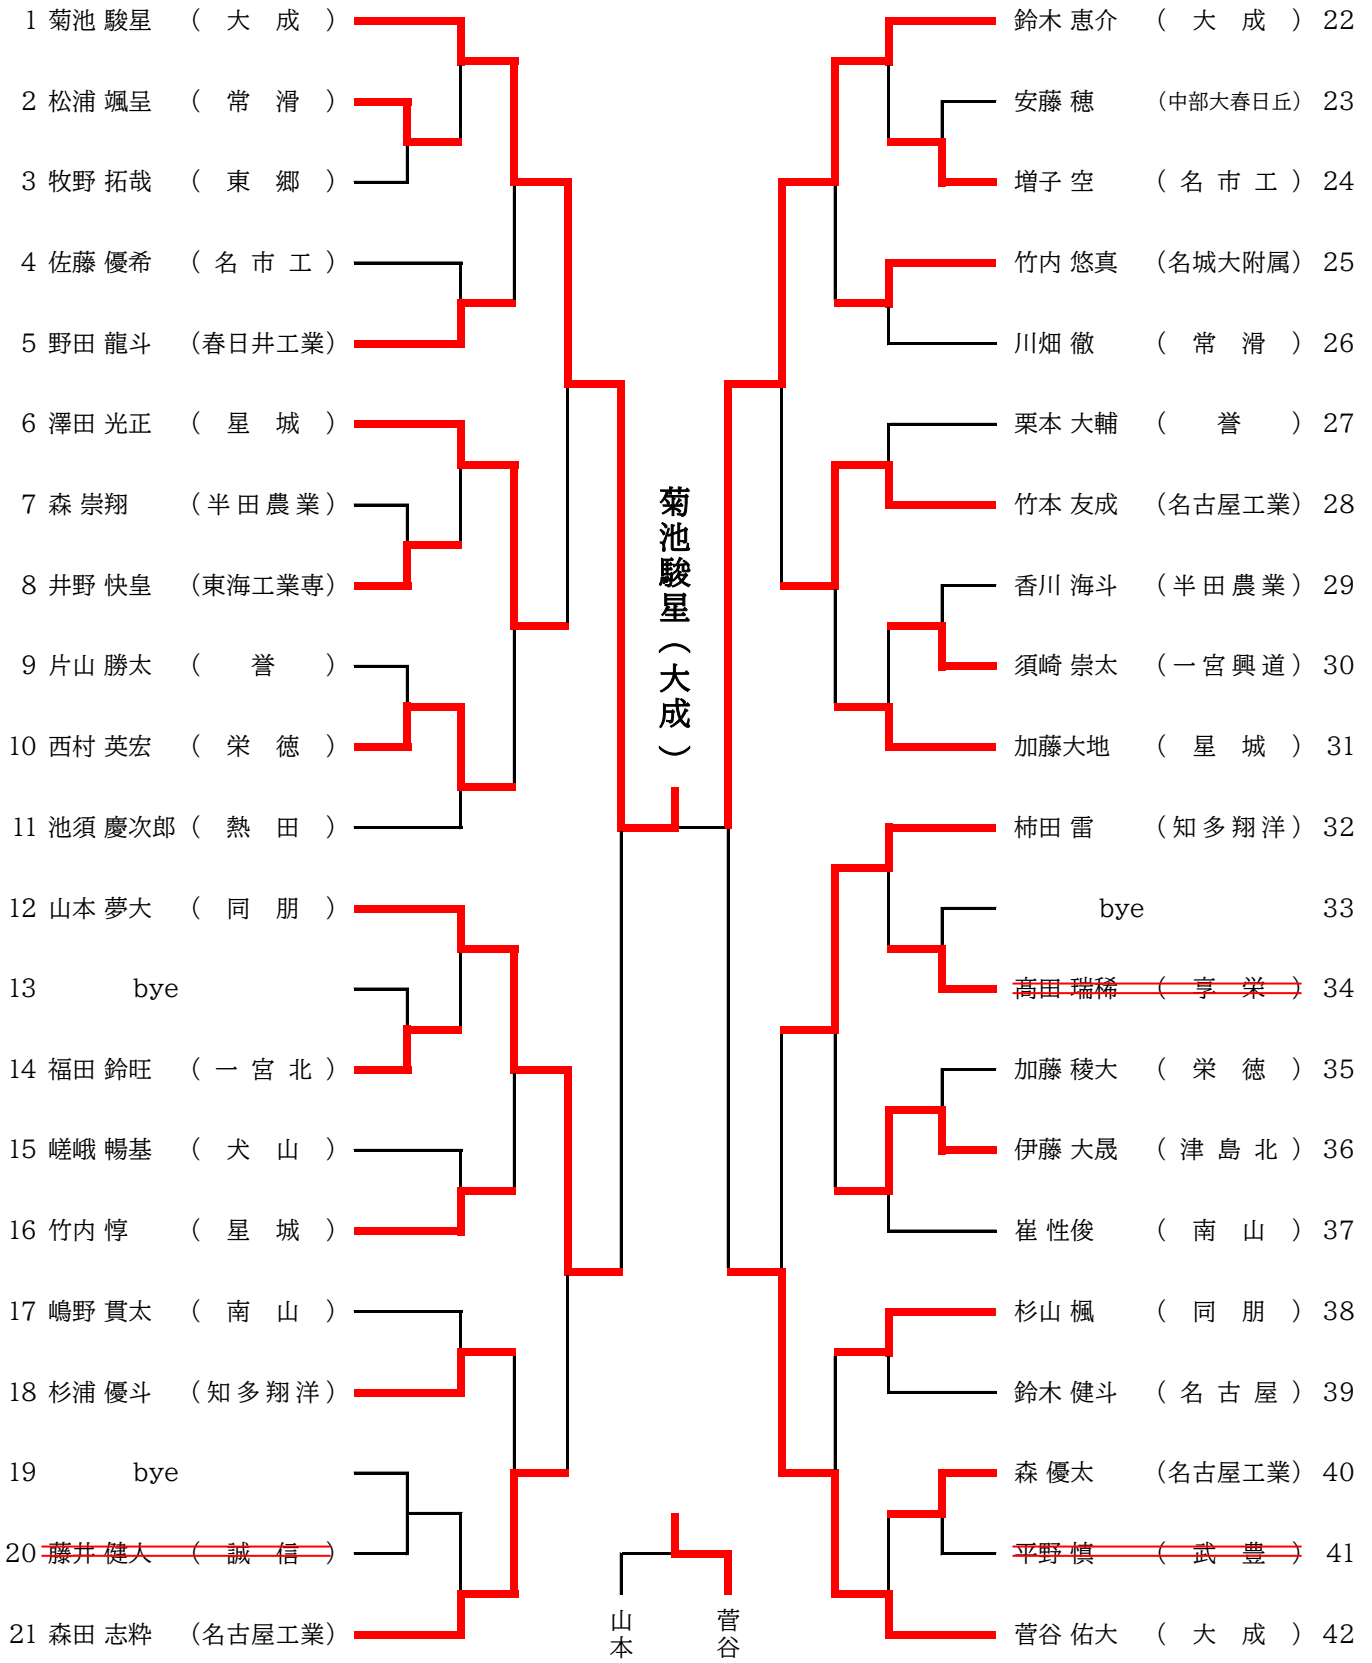 1 菊池 駿星 （ 大 成 ）
2 松浦 颯呈 （ 常 滑 ）
3 牧野 拓哉 （ 東 郷 ）
4 佐藤 優希 （ 名 市 工 ）
5 野田 龍斗 （春日井工業）
6 澤田 光正 （ 星 城 ）
7 森 崇翔 （ 半 田 農 業 ）
8 井野 快皇 （東海工業専）
9 片山 勝太 （ 誉 ）
10 西村 英宏 （ 栄 徳 ）
11 池須 慶次郎 （ 熱 田 ）
12 山本 夢大 （ 同 朋 ）
13 bye
14 福田 鈴旺 （ 一 宮 北 ）
15 嵯峨 暢基 （ 犬 山 ）
16 竹内 惇 （ 星 城 ）
17 嶋野 貫太 （ 南 山 ）
18 杉浦 優斗 （ 知 多 翔 洋 ）
19 bye
20 藤井 健人 （ 誠 信 ）
21 森田 志粋 （名古屋工業）
菊池駿星（大成）
山本
菅谷
鈴木 恵介 （ 大 成 ） 22
安藤 穂 （中部大春日丘） 23
増子 空 （ 名 市 工 ） 24
竹内 悠真 （名城大附属） 25
川畑 徹 （ 常 滑 ） 26
栗本 大輔 （ 誉 ） 27
竹本 友成 （名古屋工業） 28
香川 海斗 （ 半 田 農 業 ） 29
須崎 崇太 （ 一 宮 興 道 ） 30
加藤大地 （ 星 城 ） 31
柿田 雷 （ 知 多 翔 洋 ） 32
bye 33
髙田 瑞稀 （ 享 栄 ） 34
加藤 稜大 （ 栄 徳 ） 35
伊藤 大晟 （ 津 島 北 ） 36
崔 性俊 （ 南 山 ） 37
杉山 楓 （ 同 朋 ） 38
鈴木 健斗 （ 名 古 屋 ） 39
森 優太 （名古屋工業） 40
平野 慎 （ 武 豊 ） 41
菅谷 佑大 （ 大 成 ） 42